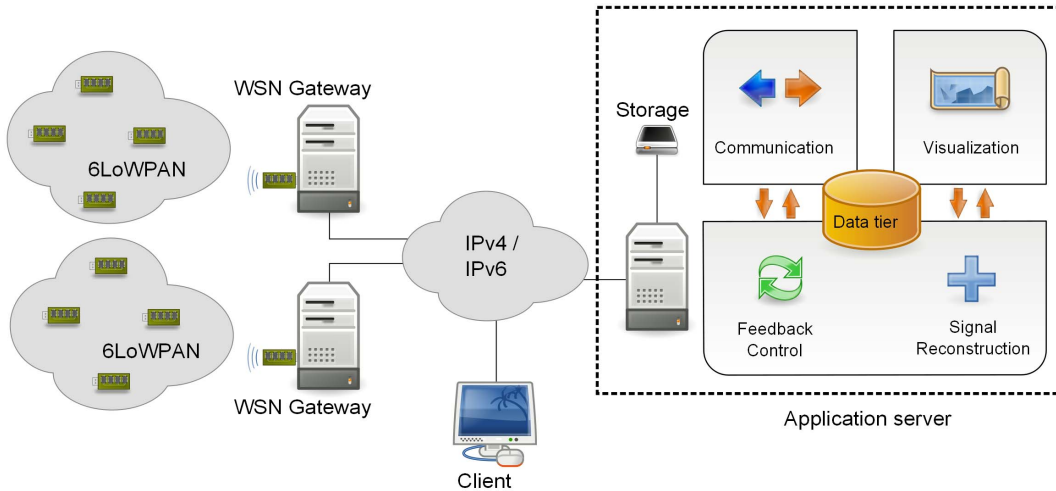 WSN Gateway
6LoWPAN
6LoWPAN
WSN Gateway
IPv4 /
IPv6
Client
Storage
Communication
Visualization
Data tier
Feedback
Control
Signal
Reconstruction
Application server